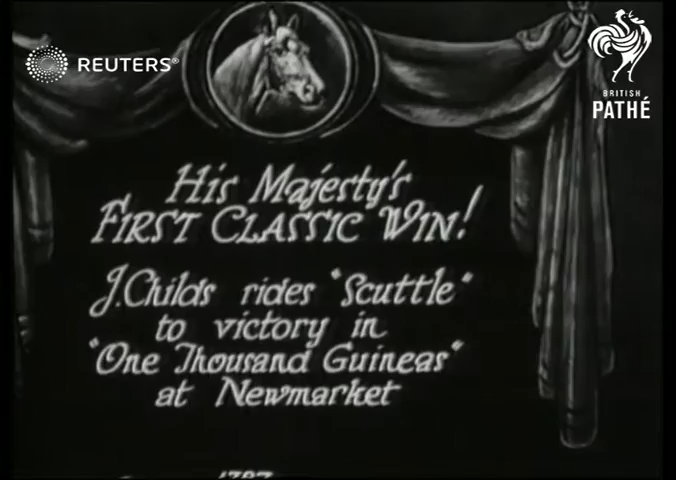 REUTERS®
BRITISH
PATHÉ
His Majesty's
FIRST CLASSIC WIN!
J. Childs rides "Scuttle"
to victory in
"One Thousand Guineas"
at Newmarket